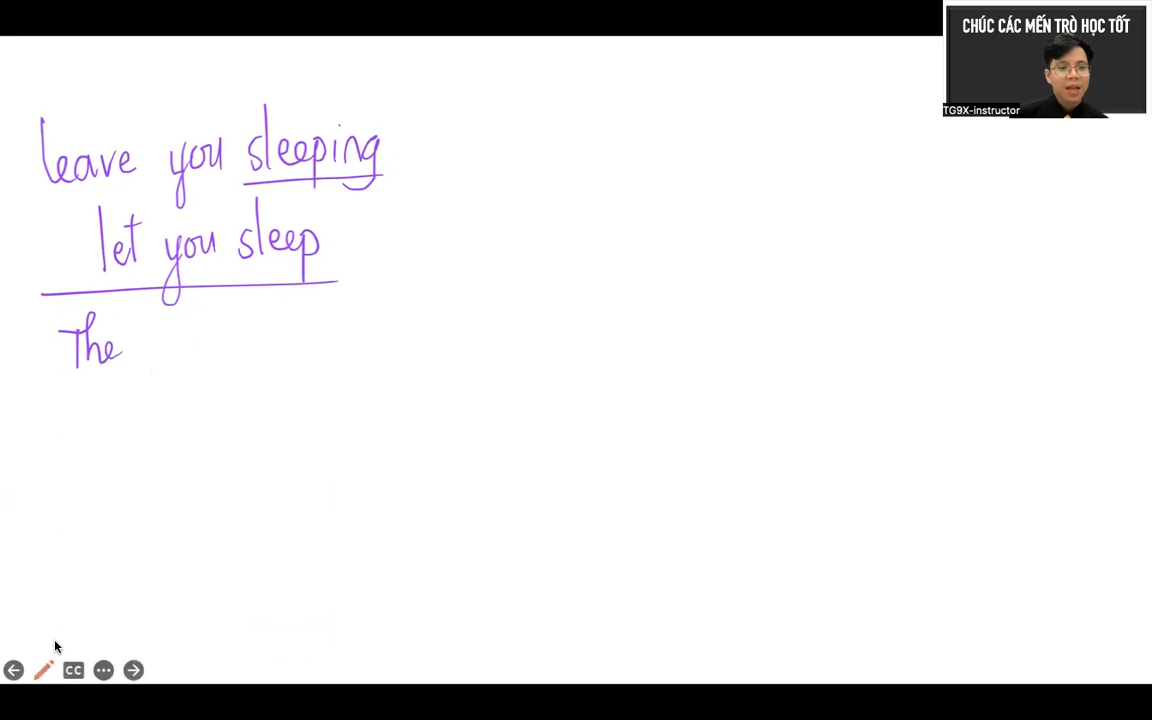 CHÚC CÁC MẾN TRÒ HỌC TỐT
TG9X-instructor
leave you sleeping
let you sleep
The
CC